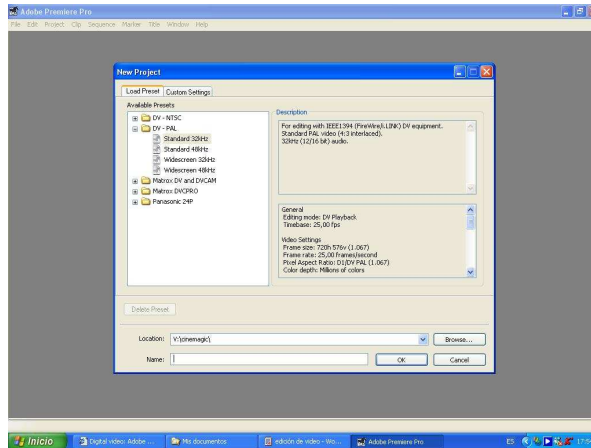 Adobe Premiere Pro
File Edit Project Clip Sequence Marker Title Window Help
New Project
Load Preset Custom Settings
Available Presets
DV - NTSC
DV - PAL
Standard 32kHz
Standard 48kHz
Widescreen 32kHz
Widescreen 48kHz
Matrox DV and DVCAM
Matrox DVCPRO
Panasonic 24P
Description
For editing with IEEE1394 (FireWire/i.LINK) DV equipment.
Standard PAL video (4:3 interlaced).
32kHz (12/16 bit) audio.
General
Editing mode: DV Playback
Timebase: 25,00 fps
Video Settings
Frame size: 720h 576v (1.067)
Frame rate: 25,00 frames/second
Pixel Aspect Ratio: D1/DV PAL (1.067)
Color depth: Millions of colors
Delete Preset
Location: V:\cinemagic\ Browse...
Name: OK Cancel
Inicio Digital video: Adobe ... Mis documentos edición de video - Wo... Adobe Premiere Pro ES